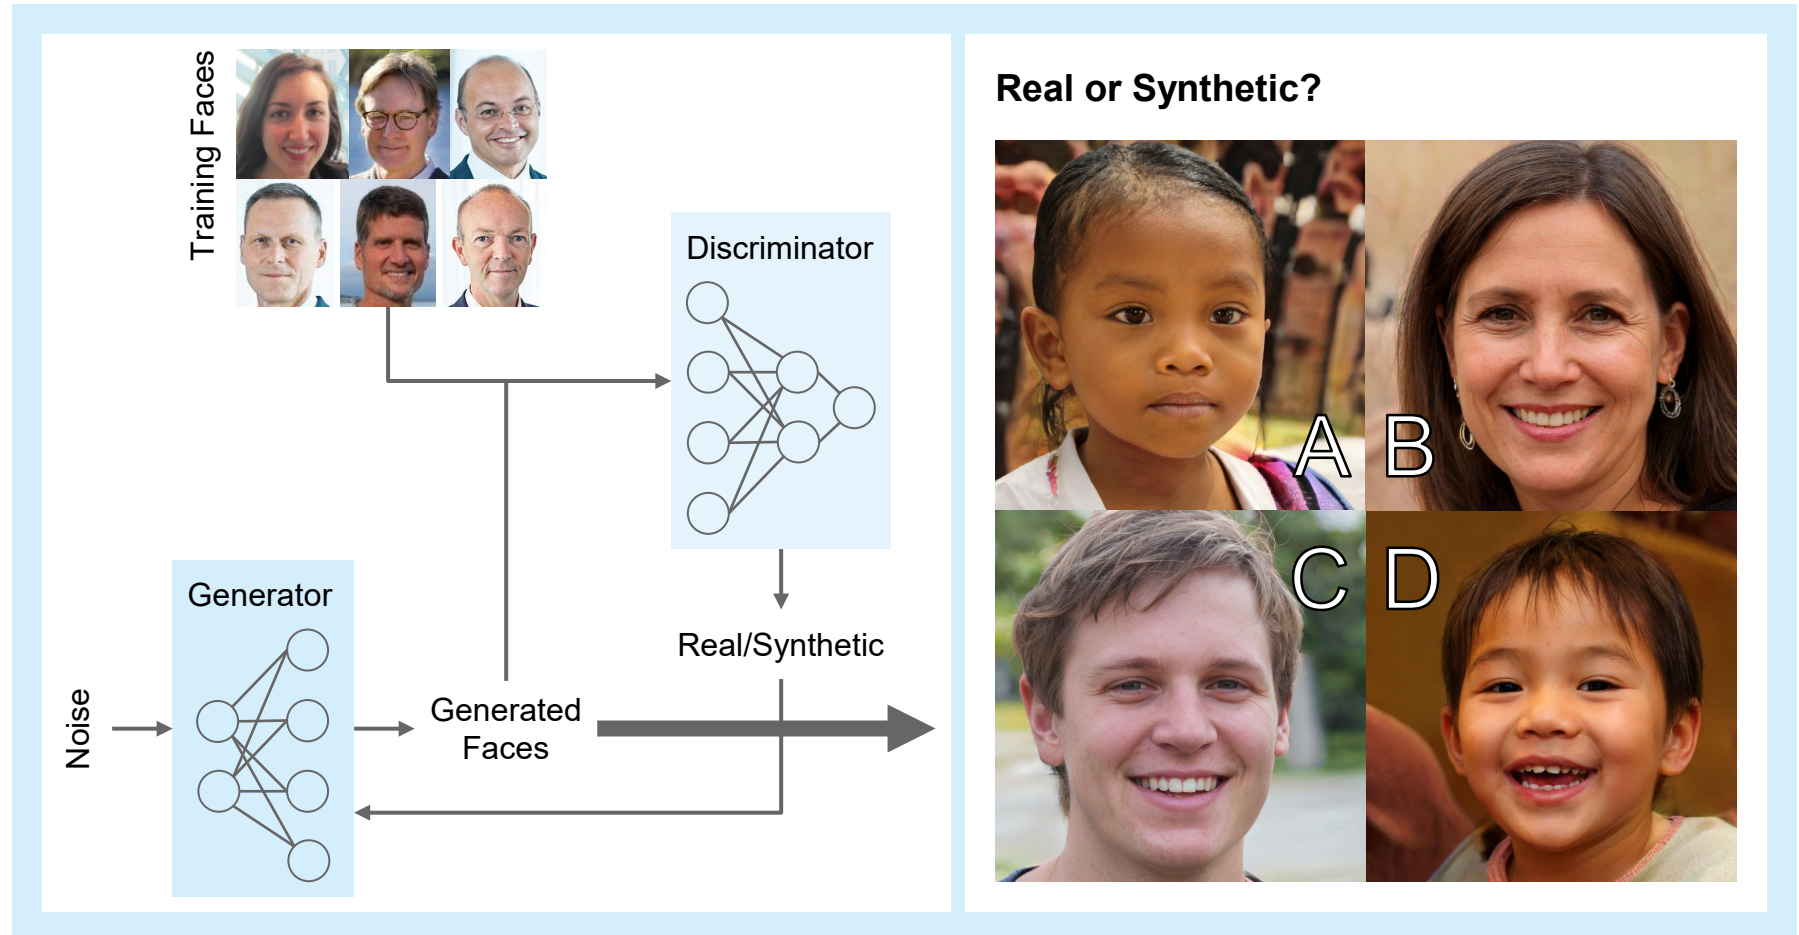 Training Faces
Discriminator
Generator
Noise
Generated
Faces
Real/Synthetic
Real or Synthetic?
A
B
C
D